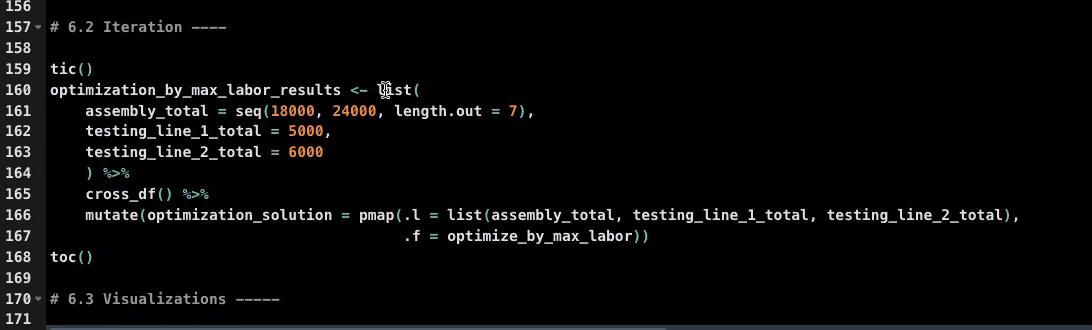 156
157 # 6.2 Iteration ----
158
159 tic()
160 optimization_by_max_labor_results <- list(
161     assembly_total = seq(18000, 24000, length.out = 7),
162     testing_line_1_total = 5000,
163     testing_line_2_total = 6000
164     ) %>%
165     cross_df() %>%
166     mutate(optimization_solution = pmap(.l = list(assembly_total, testing_line_1_total, testing_line_2_total),
167                                         .f = optimize_by_max_labor))
168 toc()
169
170 # 6.3 Visualizations -----
171